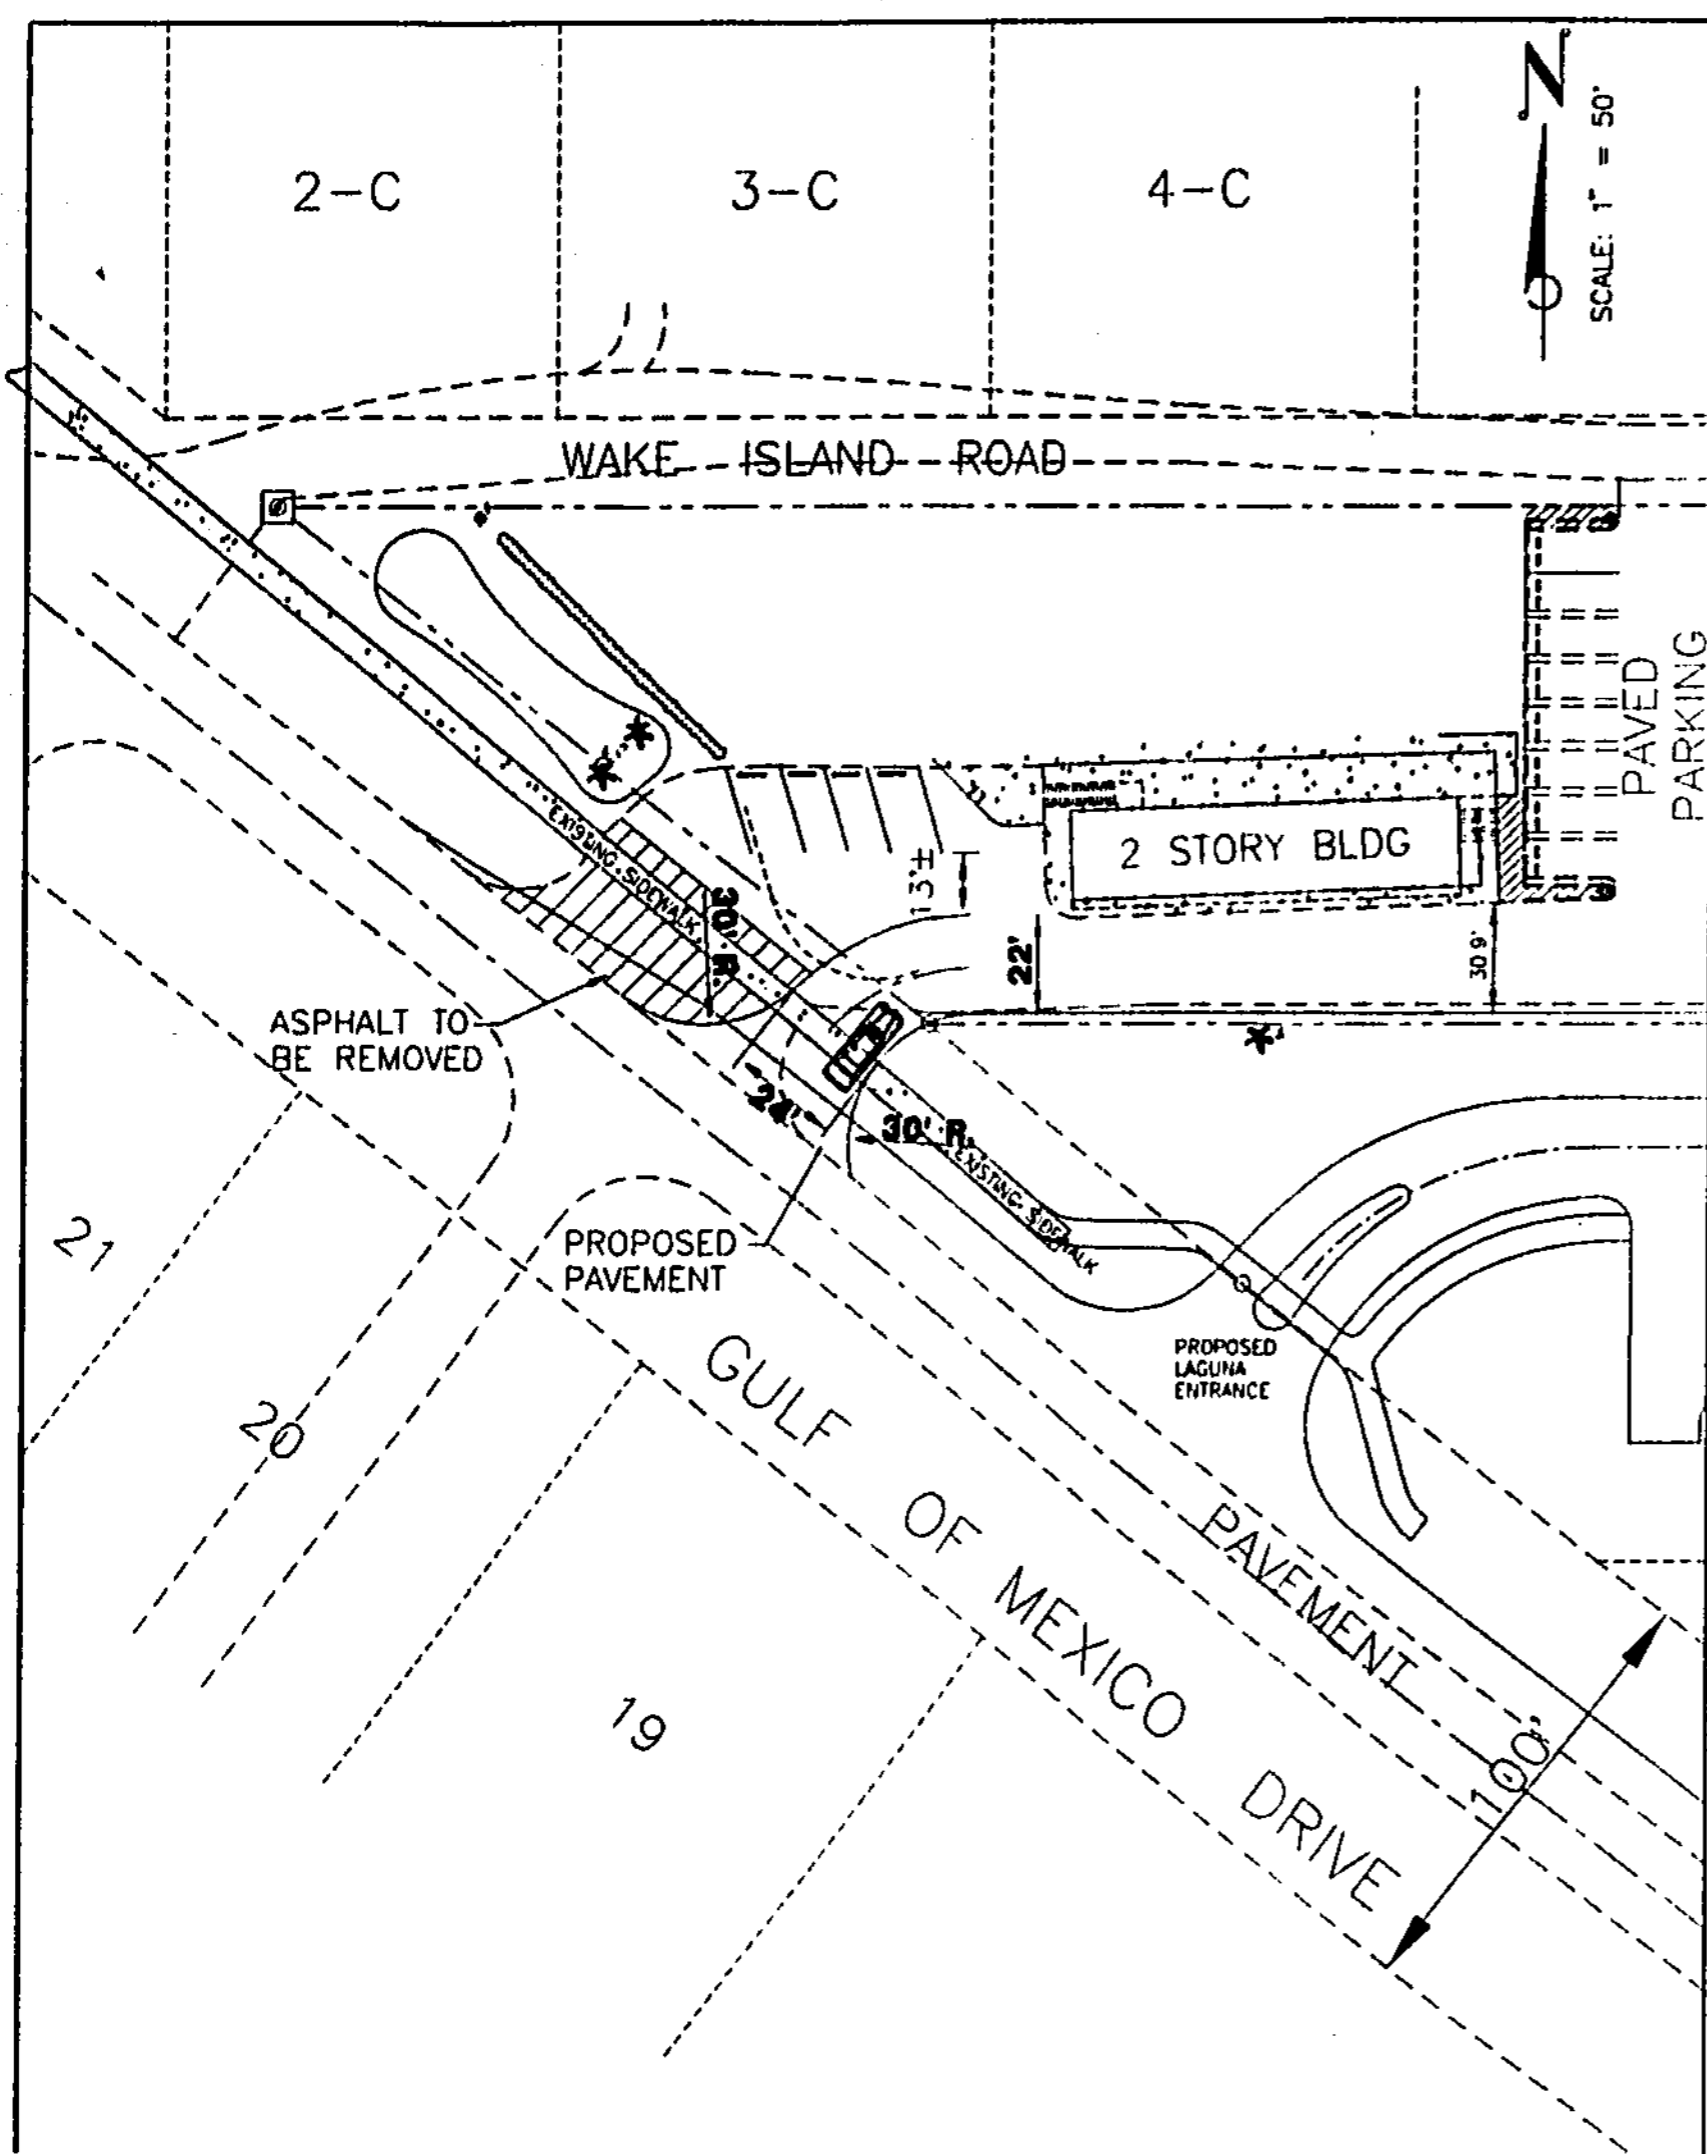 2-C
3-C
4-C
N
SCALE: 1" = 50'
WAKE ISLAND ROAD
PAVED
PARKING
2 STORY BLDG
EXISTING SIDEWALK
30' R.
13'±
22'
30.9'
ASPHALT TO
BE REMOVED
24'
30' R.
EXISTING SIDEWALK
PROPOSED
PAVEMENT
PROPOSED
LAGUNA
ENTRANCE
21
20
19
GULF OF MEXICO DRIVE
PAVEMENT
100'